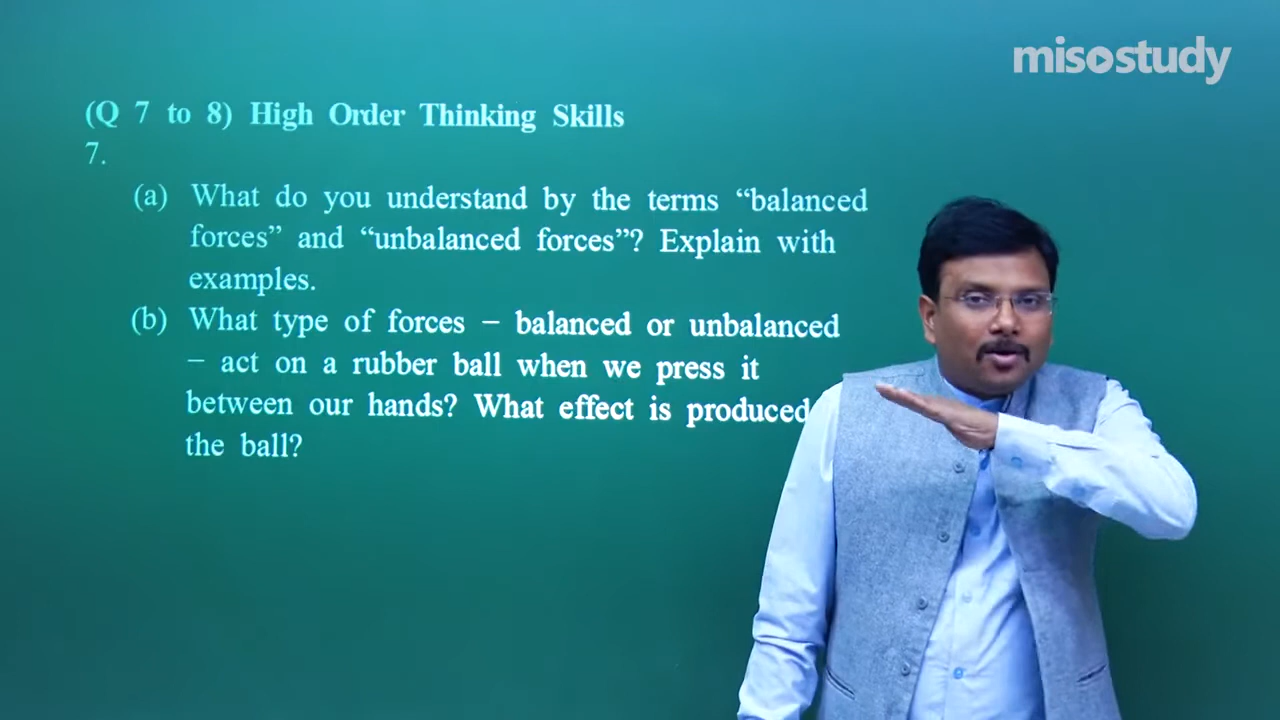 misostudy
(Q 7 to 8) High Order Thinking Skills
7.
(a) What do you understand by the terms “balanced
forces” and “unbalanced forces”? Explain with
examples.
(b) What type of forces – balanced or unbalanced
– act on a rubber ball when we press it
between our hands? What effect is produced
the ball?